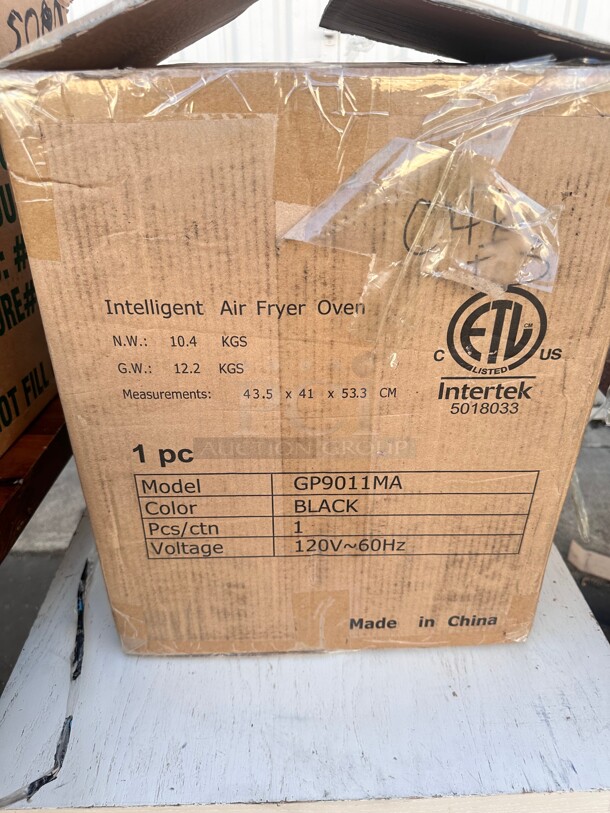 Intelligent Air Fryer Oven
N.W.: 10.4 KGS
G.W.: 12.2 KGS
Measurements: 43.5 x 41 x 53.3 CM
C ETL CM US
LISTED
Intertek
5018033
AUCTION GROUP
1 pc
Model GP9011MA
Color BLACK
Pcs/ctn 1
Voltage 120V~60Hz
Made in China